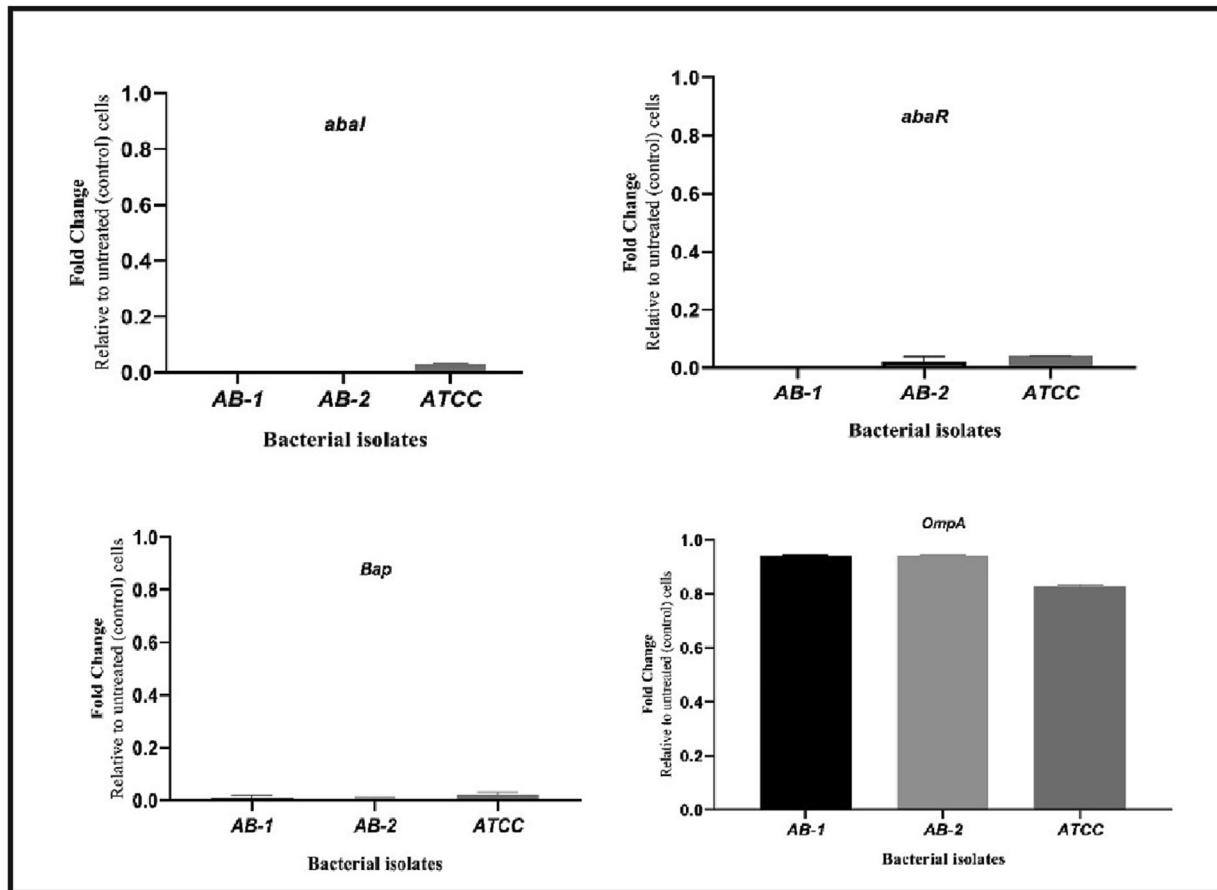 abaI
Fold Change
Relative to untreated (control) cells
1.0
0.8
0.6
0.4
0.2
0.0
AB-1 AB-2 ATCC
Bacterial isolates
abaR
Fold Change
Relative to untreated (control) cells
1.0
0.8
0.6
0.4
0.2
0.0
AB-1 AB-2 ATCC
Bacterial isolates
Bap
Fold Change
Relative to untreated (control) cells
1.0
0.8
0.6
0.4
0.2
0.0
AB-1 AB-2 ATCC
Bacterial isolates
OmpA
Fold Change
Relative to untreated (control) cells
1.0
0.8
0.6
0.4
0.2
0.0
AB-1 AB-2 ATCC
Bacterial isolates